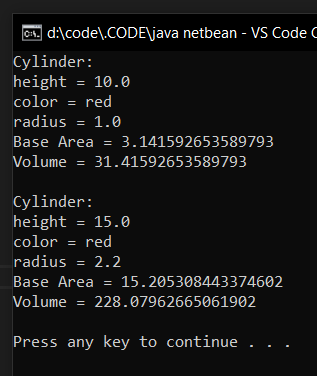 d:\code\.CODE\java netbean - VS Code
Cylinder:
height = 10.0
color = red
radius = 1.0
Base Area = 3.141592653589793
Volume = 31.41592653589793
Cylinder:
height = 15.0
color = red
radius = 2.2
Base Area = 15.205308443374602
Volume = 228.07962665061902
Press any key to continue . . .